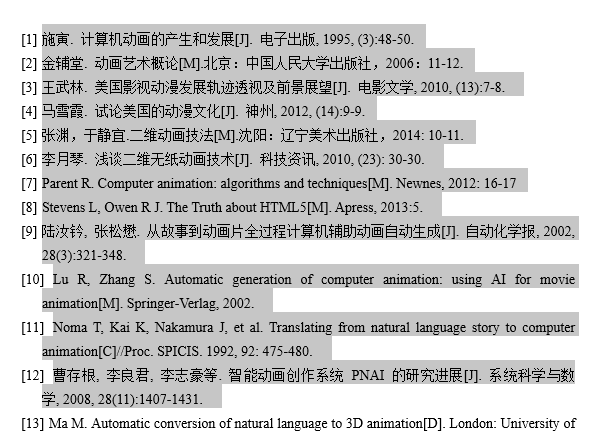 [1] 施寅. 计算机动画的产生和发展[J]. 电子出版, 1995, (3):48-50.
[2] 金辅堂. 动画艺术概论[M].北京：中国人民大学出版社，2006：11-12.
[3] 王武林. 美国影视动漫发展轨迹透视及前景展望[J]. 电影文学, 2010, (13):7-8.
[4] 马雪霞. 试论美国的动漫文化[J]. 神州, 2012, (14):9-9.
[5] 张渊，于静宜.二维动画技法[M].沈阳：辽宁美术出版社，2014: 10-11.
[6] 李月琴. 浅谈二维无纸动画技术[J]. 科技资讯, 2010, (23): 30-30.
[7] Parent R. Computer animation: algorithms and techniques[M]. Newnes, 2012: 16-17
[8] Stevens L, Owen R J. The Truth about HTML5[M]. Apress, 2013:5.
[9] 陆汝钤, 张松懋. 从故事到动画片全过程计算机辅助动画自动生成[J]. 自动化学报, 2002,
28(3):321-348.
[10] Lu R, Zhang S. Automatic generation of computer animation: using AI for movie
animation[M]. Springer-Verlag, 2002.
[11] Noma T, Kai K, Nakamura J, et al. Translating from natural language story to computer
animation[C]//Proc. SPICIS. 1992, 92: 475-480.
[12] 曹存根, 李良君, 李志豪等. 智能动画创作系统 PNAI 的研究进展[J]. 系统科学与数
学, 2008, 28(11):1407-1431.
[13] Ma M. Automatic conversion of natural language to 3D animation[D]. London: University of